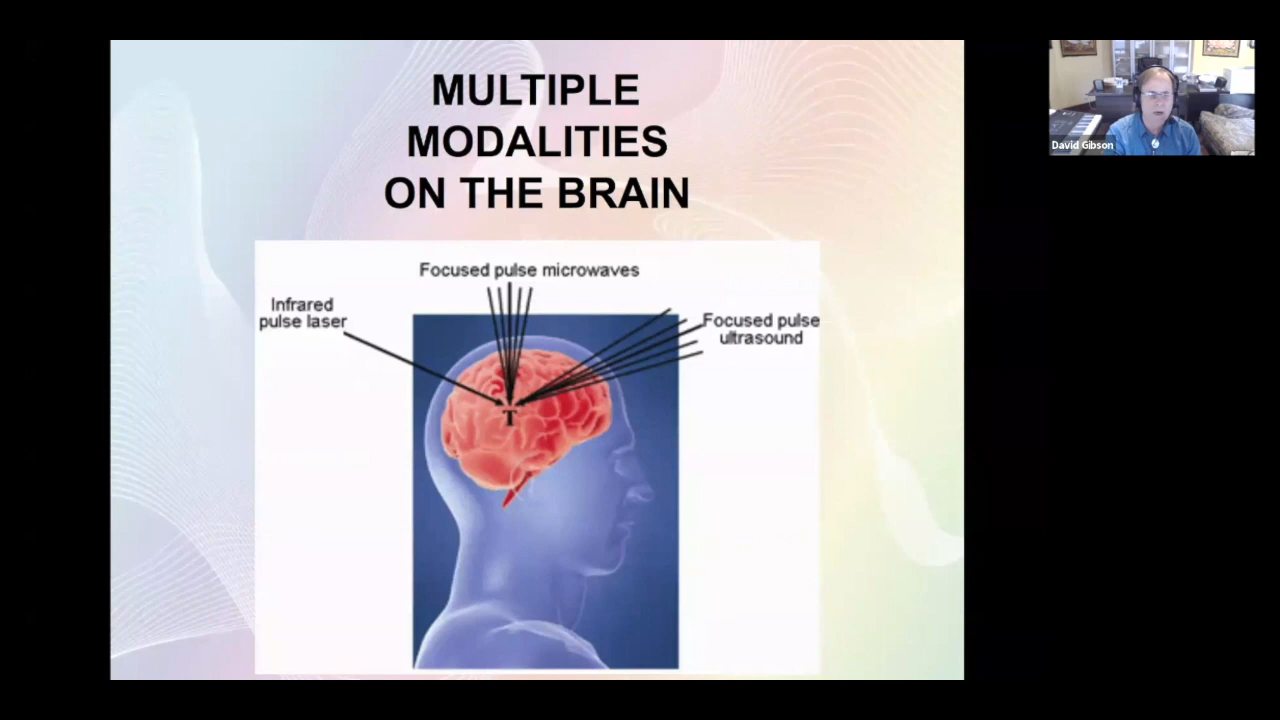 MULTIPLE
MODALITIES
ON THE BRAIN
Focused pulse microwaves
Infrared
pulse laser
Focused pulse
ultrasound
T
David Gibson